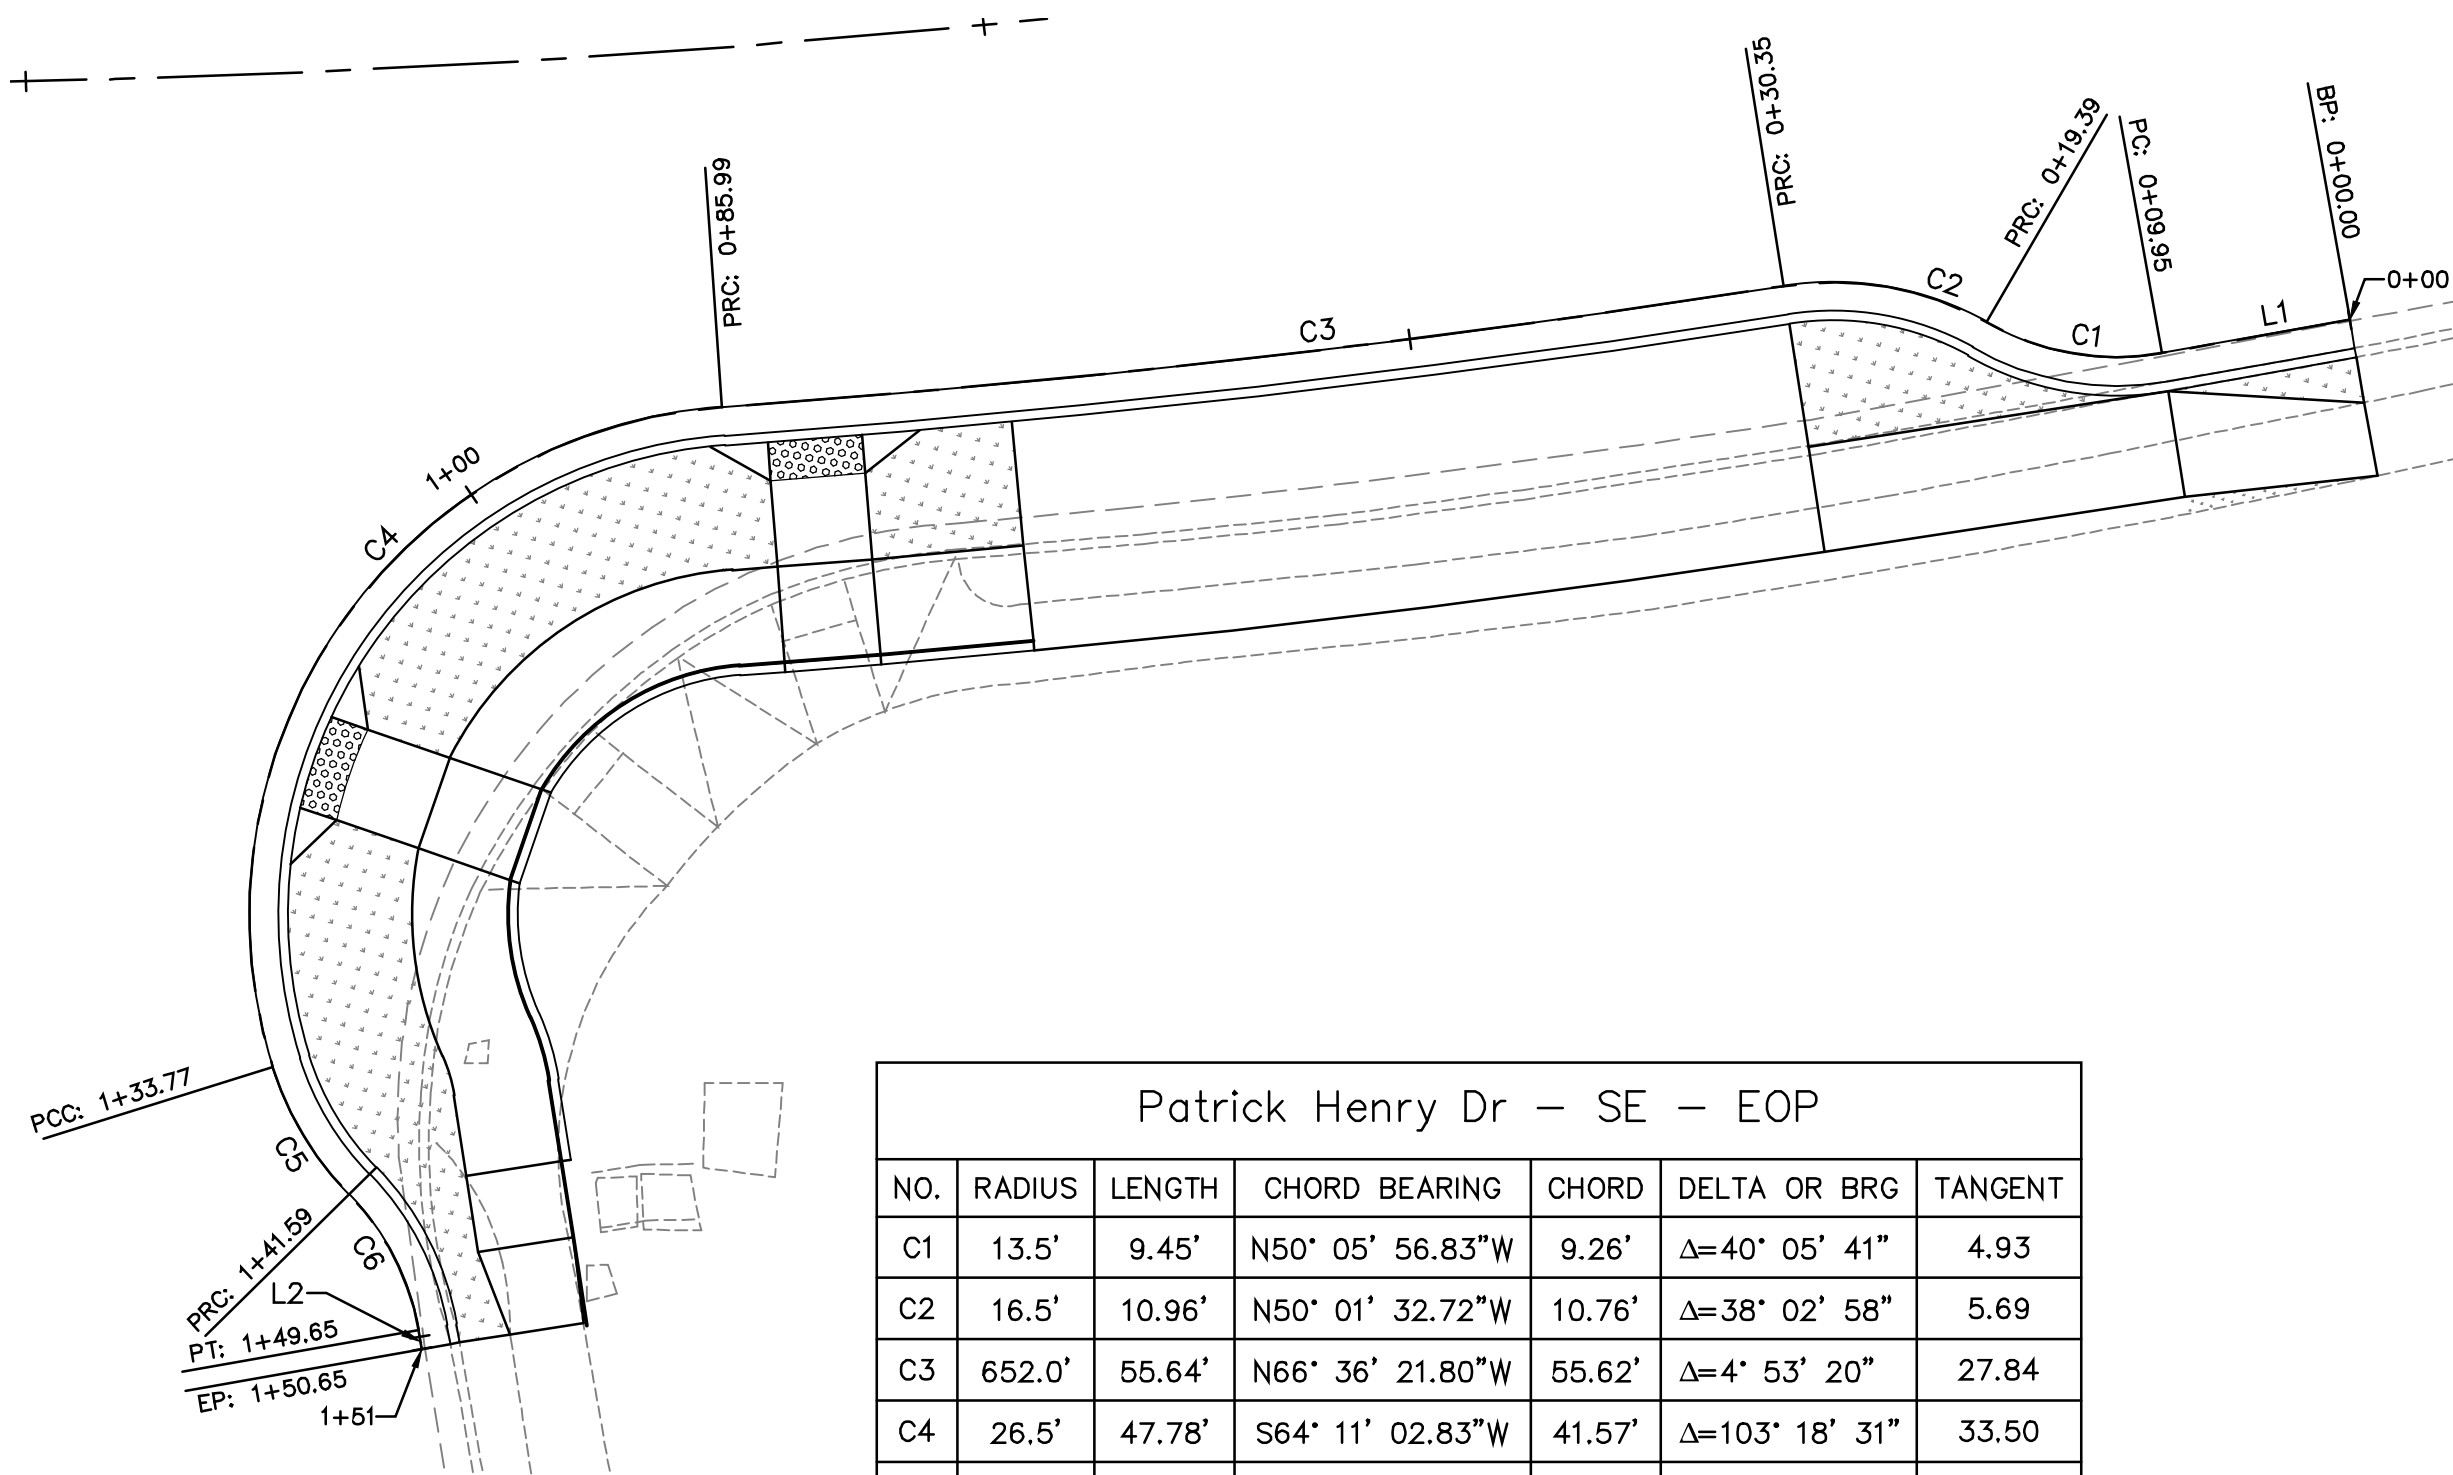 PRC: 0+30.35
PRC: 0+19.39
PC: 0+09.95
BP: 0+00.00
PRC: 0+85.99
0+00
C2
L1
C1
C3
1+00
C4
PCC: 1+33.77
C5
PRC: 1+41.59
C6
L2
PT: 1+49.65
EP: 1+50.65
1+51
Patrick Henry Dr – SE – EOP
NO. RADIUS LENGTH CHORD BEARING CHORD DELTA OR BRG TANGENT
C1 13.5' 9.45' N50° 05' 56.83"W 9.26' Δ=40° 05' 41" 4.93
C2 16.5' 10.96' N50° 01' 32.72"W 10.76' Δ=38° 02' 58" 5.69
C3 652.0' 55.64' N66° 36' 21.80"W 55.62' Δ=4° 53' 20" 27.84
C4 26.5' 47.78' S64° 11' 02.83"W 41.57' Δ=103° 18' 31" 33.50